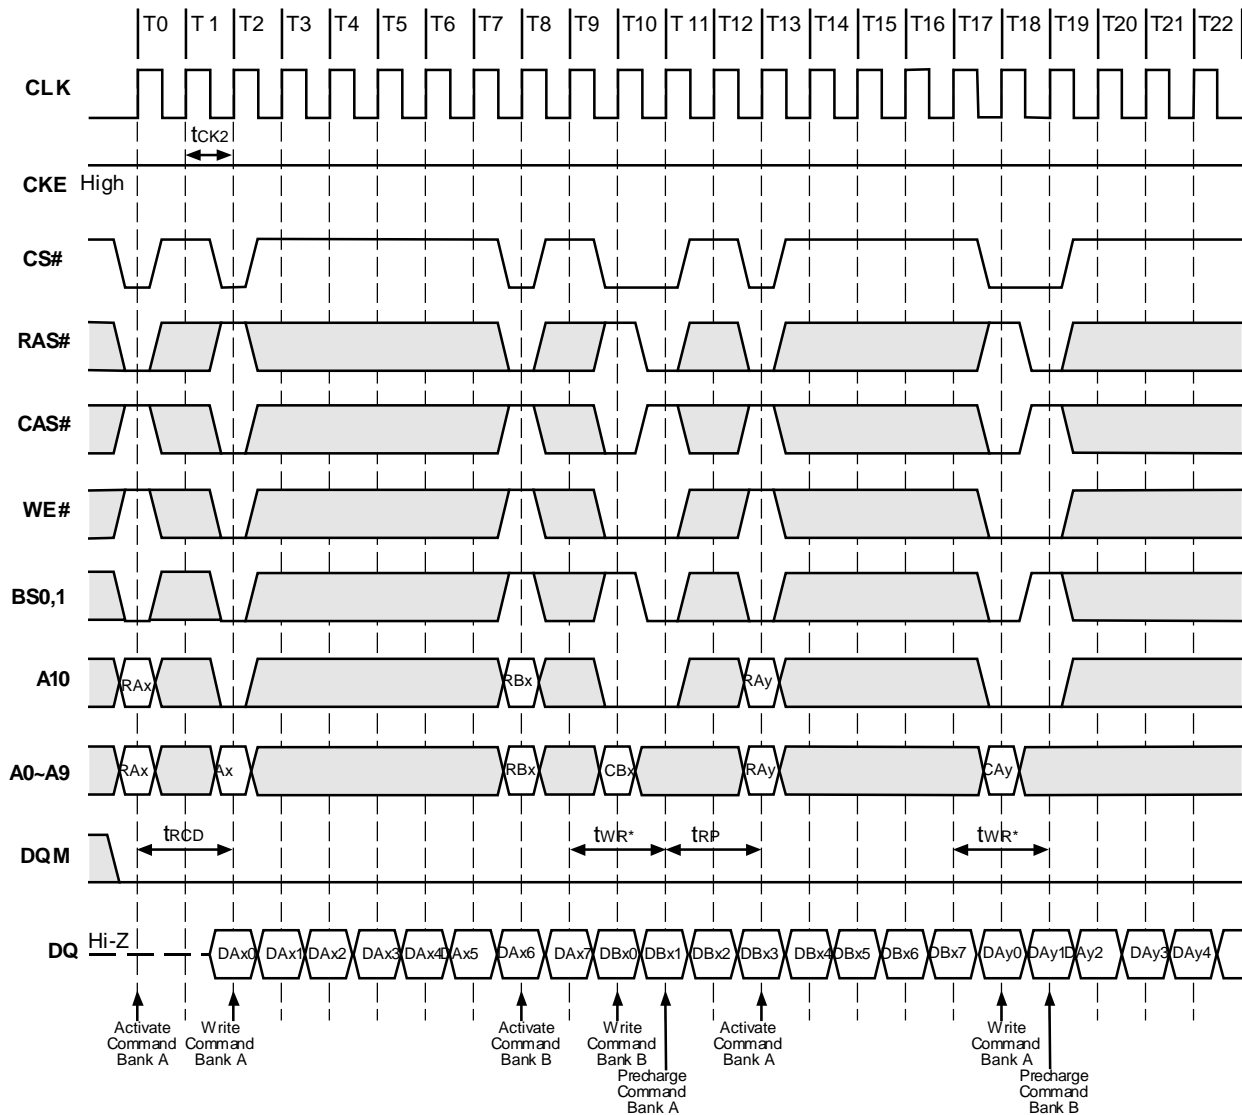 T0 T 1 T2 T3 T4 T5 T6 T7 T8 T9 T10 T 11 T12 T13 T14 T15 T16 T17 T18 T19 T20 T21 T22
CLK
tCK2
CKE High
CS#
RAS#
CAS#
WE#
BS0,1
A10 RAx RBx RAy
A0~A9 RAx Ax RBx CBx RAy CAy
DQM tRCD tWR* tRP tWR*
DQ Hi-Z DAx0 DAx1 DAx2 DAx3 DAx4 DAx5 DAx6 DAx7 DBx0 DBx1 DBx2 DBx3 DBx4 DBx5 DBx6 DBx7 DAy0 DAy1 DAy2 DAy3 DAy4
Activate
Command
Bank A
Write
Command
Bank A
Activate
Command
Bank B
Write
Command
Bank B
Precharge
Command
Bank A
Activate
Command
Bank A
Write
Command
Bank A
Precharge
Command
Bank B